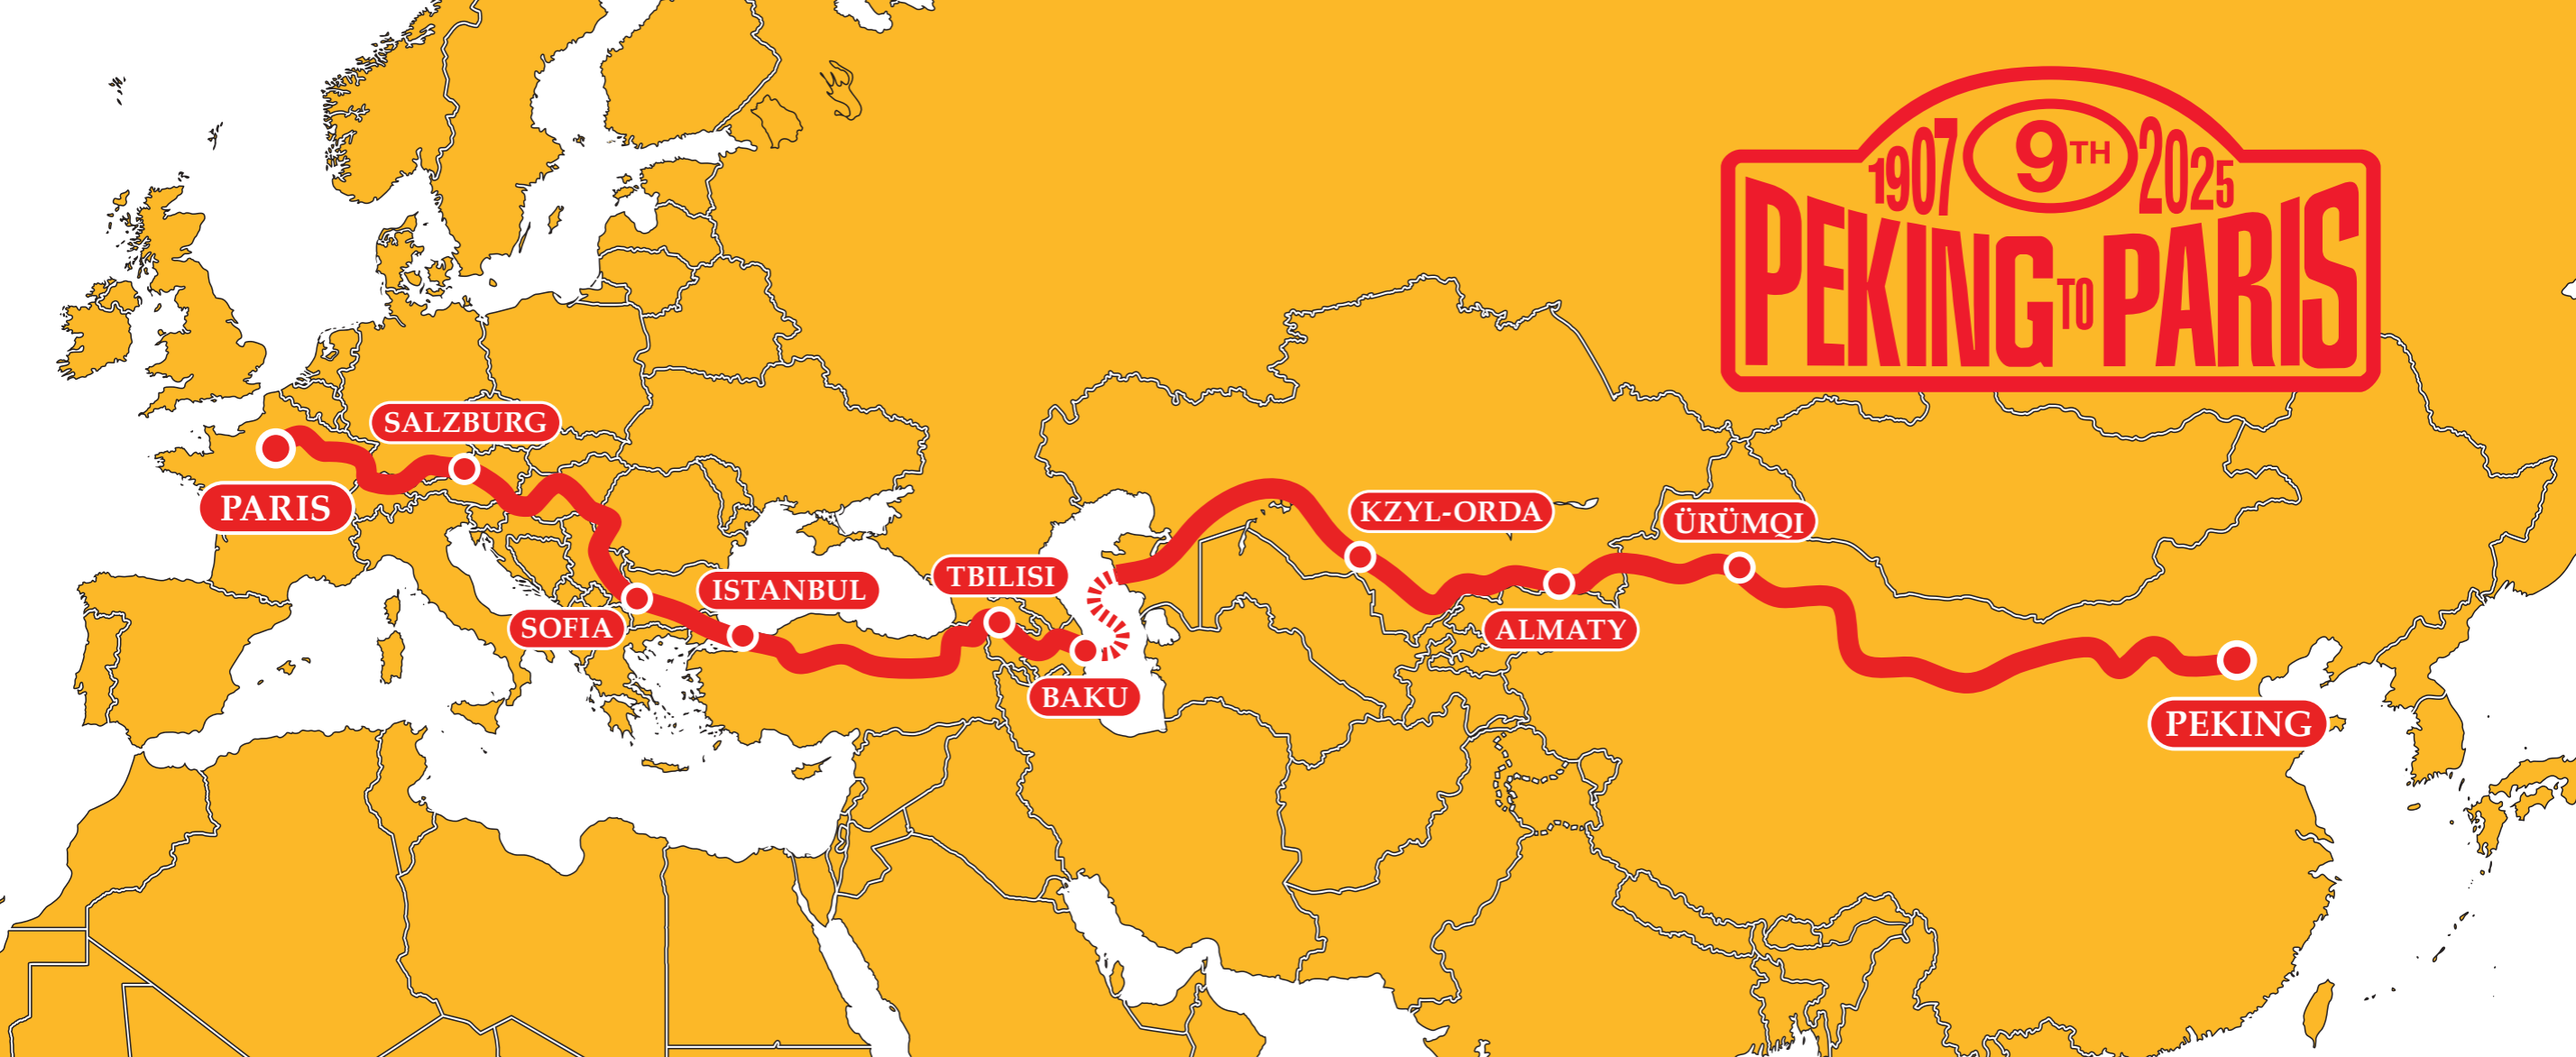 1907 9TH 2025
PEKING TO PARIS
SALZBURG
PARIS
KZYL-ORDA
ÜRÜMQI
ISTANBUL
TBILISI
SOFIA
ALMATY
BAKU
PEKING